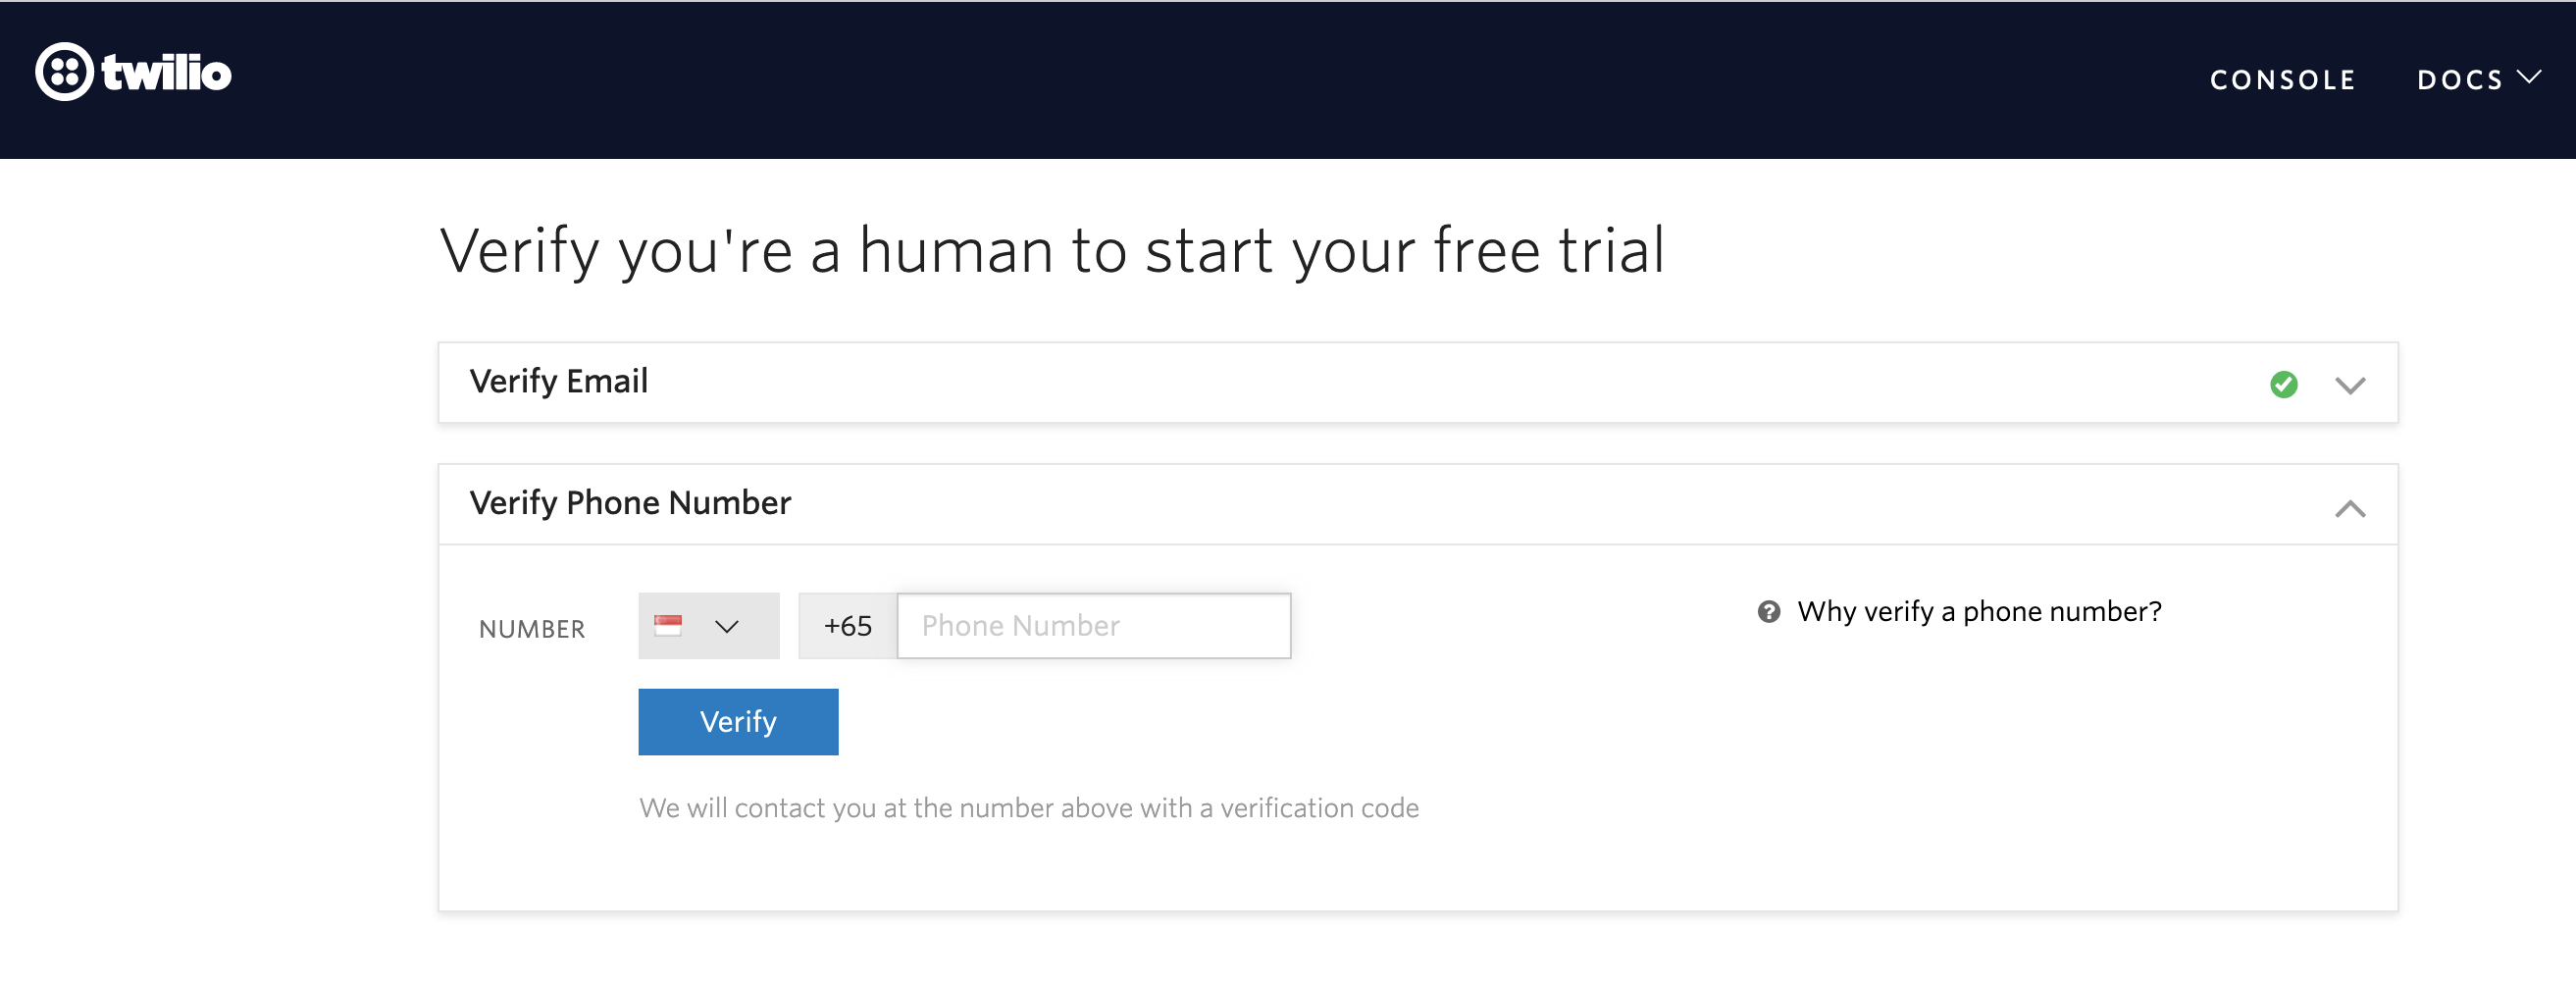 twilio
CONSOLE DOCS
Verify you're a human to start your free trial
Verify Email
Verify Phone Number
NUMBER +65 Phone Number
? Why verify a phone number?
Verify
We will contact you at the number above with a verification code